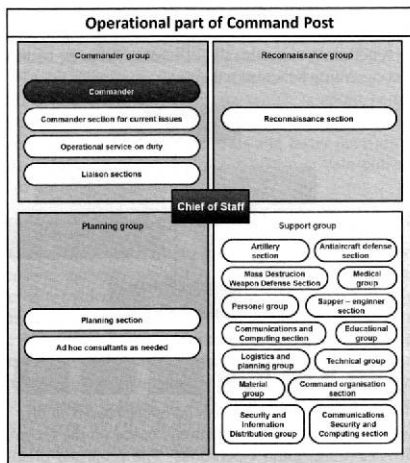 Operational part of Command Post
Commander group
Commander
Commander section for current issues
Operational service on duty
Liaison sections
Reconnaissance group
Reconnaissance section
Chief of Staff
Planning group
Planning section
Ad hoc consultants as needed
Support group
Artillery
section
Antiaircraft defense
section
Mass Destrucion
Weapon Defense Section
Medical
group
Personel group
Sapper – enginner
section
Communications and
Computing section
Educational
group
Logistics and
planning group
Technical group
Material
group
Command organisation
section
Security and
Information
Distribution group
Communications
Security and
Computing section